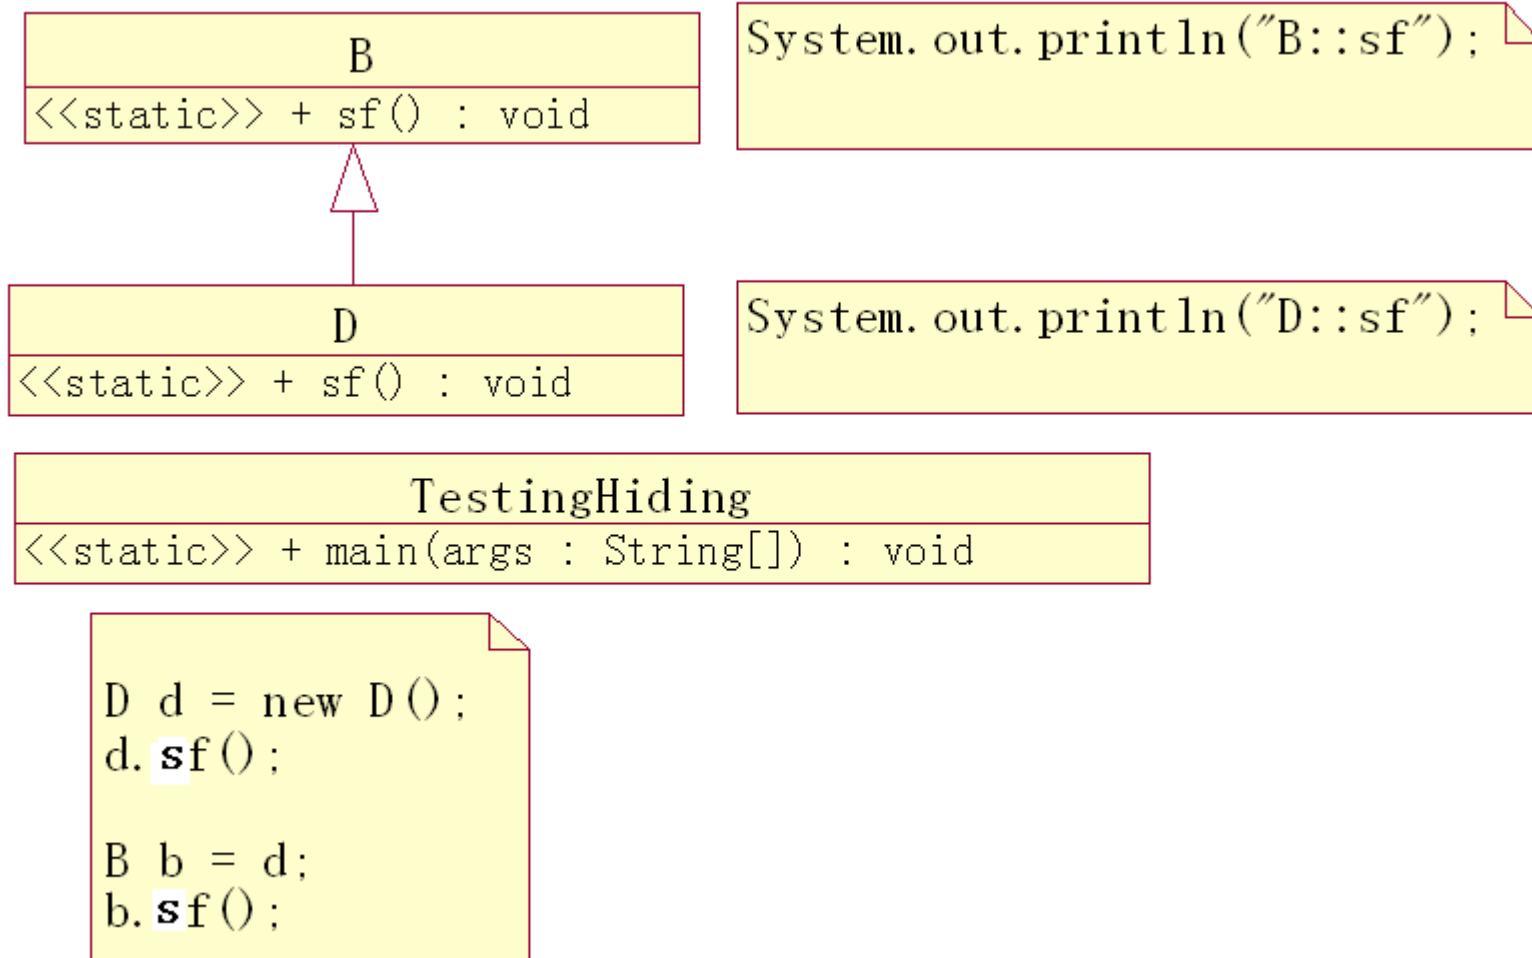 B
<<static>> + sf() : void
System.out.println("B::sf");
D
<<static>> + sf() : void
System.out.println("D::sf");
TestingHiding
<<static>> + main(args : String[]) : void
D d = new D();
d.sf();
B b = d;
b.sf();